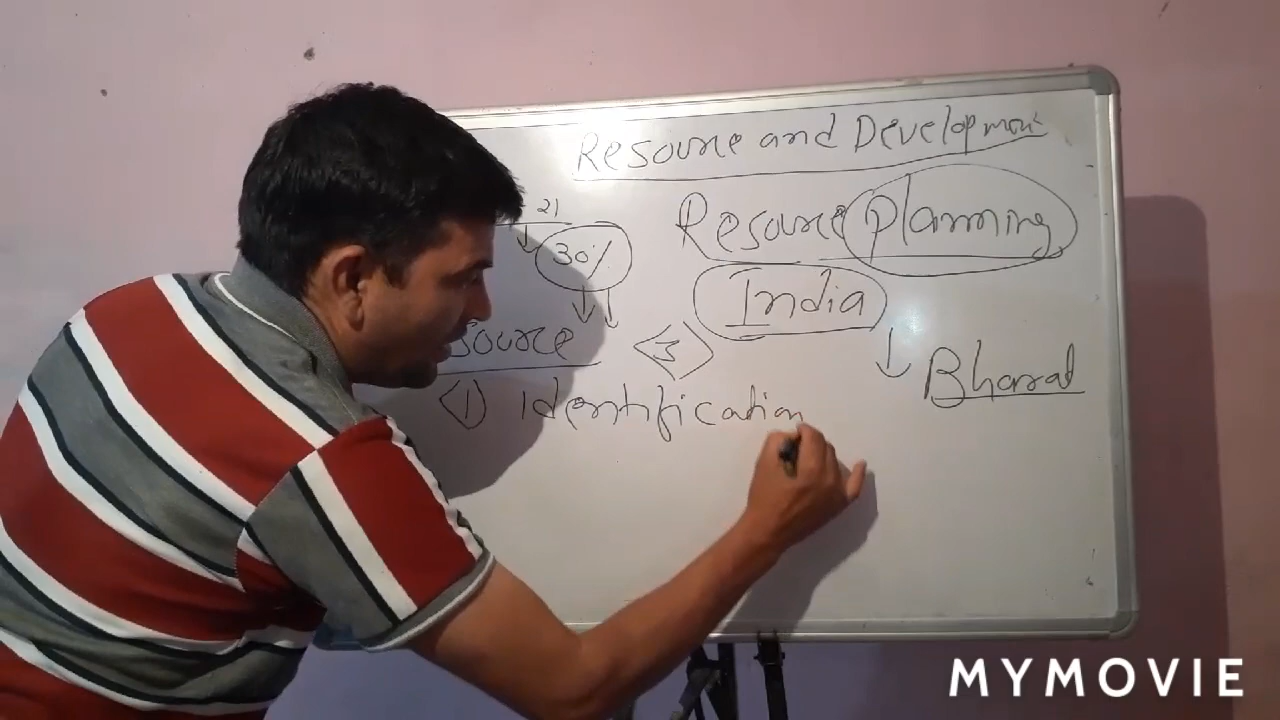 Resource and Development
21
Resource planning
30%
India
source <3>
Bharat
<1) Identification
MYMOVIE